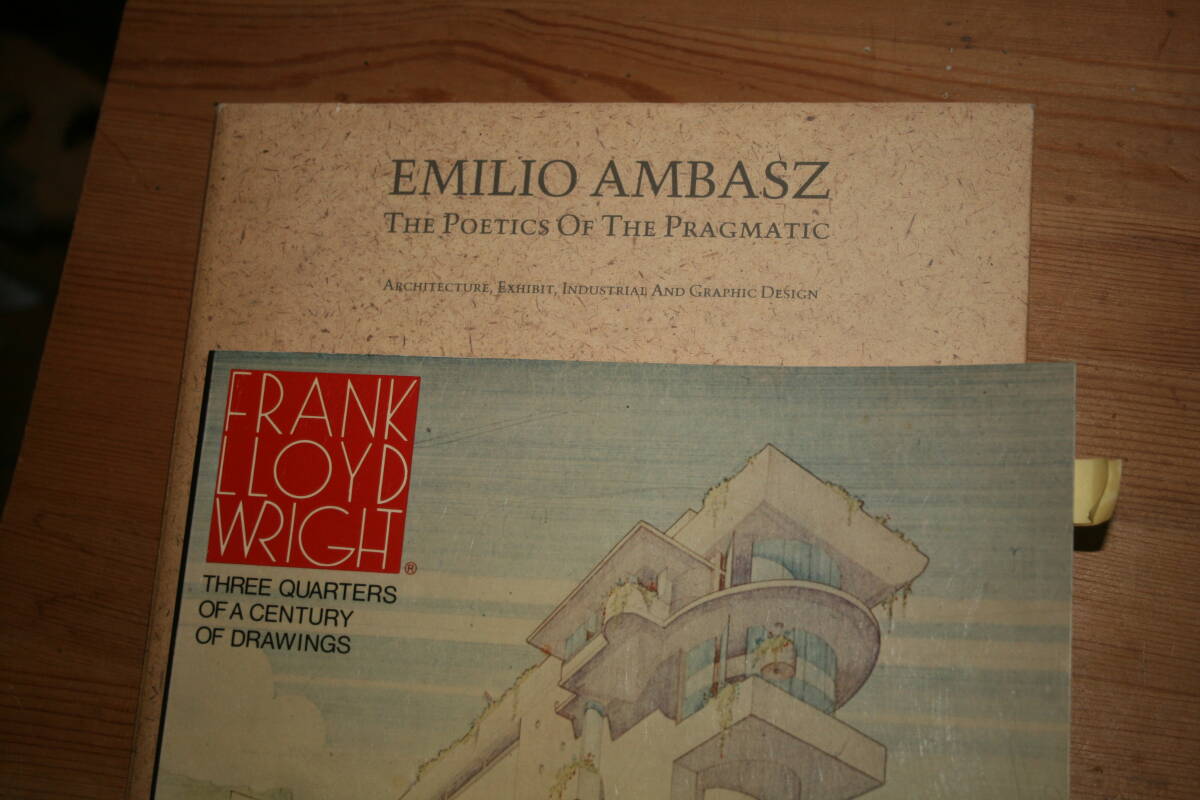 EMILIO AMBASZ
THE POETICS OF THE PRAGMATIC
ARCHITECTURE, EXHIBIT, INDUSTRIAL AND GRAPHIC DESIGN
FRANK
LLOYD
WRIGHT
®
THREE QUARTERS
OF A CENTURY
OF DRAWINGS